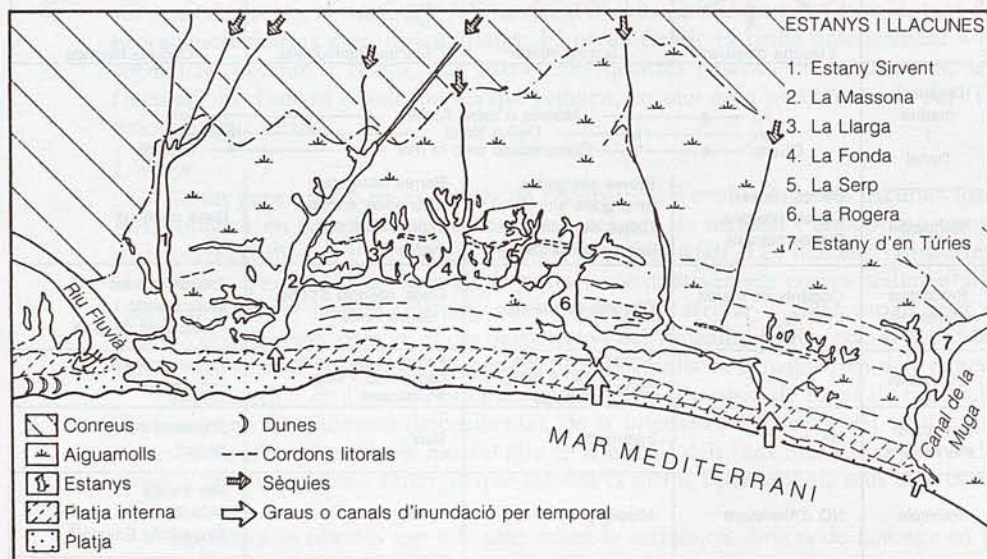 ESTANYS I LLACUNES
1. Estany Sirvent
2. La Massona
3. La Llarga
4. La Fonda
5. La Serp
6. La Rogera
7. Estany d'en Túries
1
2
3
4
5
6
7
Riu Fluvià
Canal de la
Muga
MAR
MEDITERRANI
Conreus
Aiguamolls
Estanys
Platja interna
Platja
Dunes
Cordons litorals
Sèquies
Graus o canals d'inundació per temporal